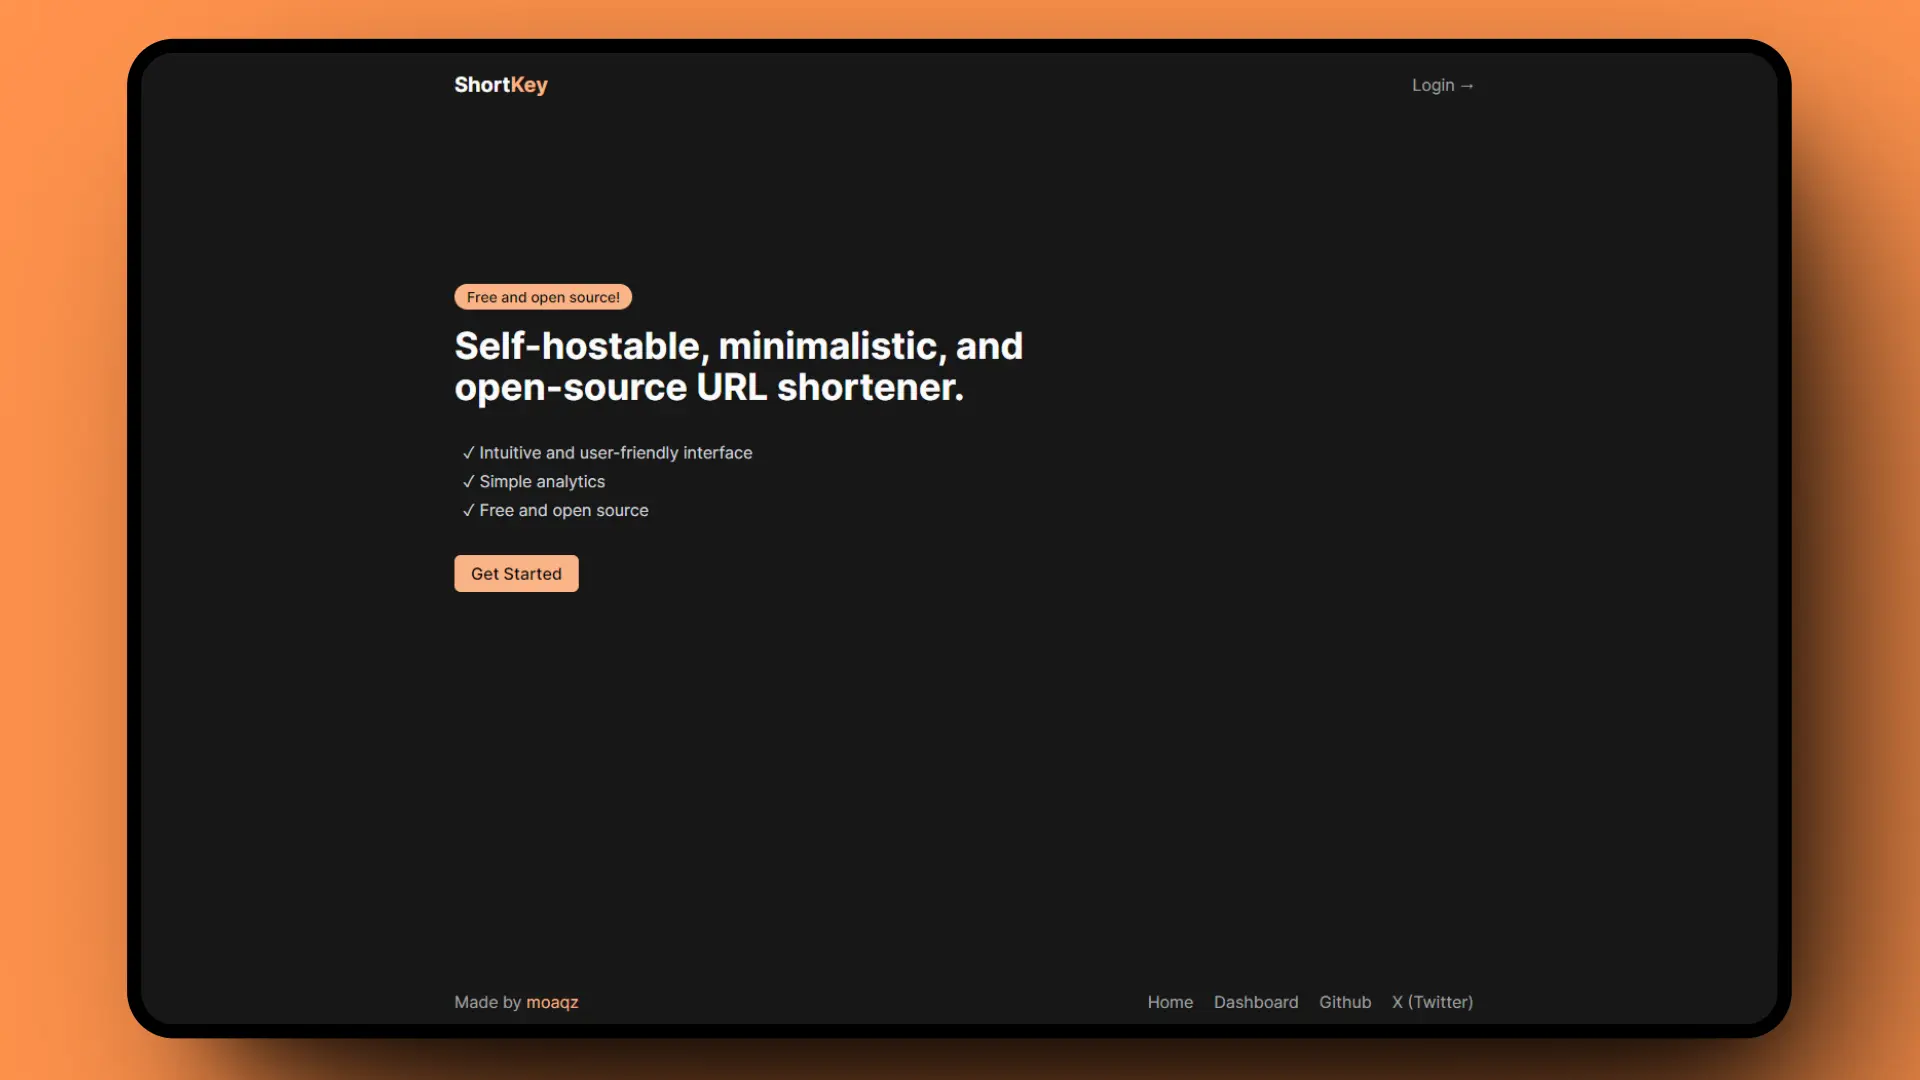 ShortKey
Login →
Free and open source!
Self-hostable, minimalistic, and
open-source URL shortener.
✓ Intuitive and user-friendly interface
✓ Simple analytics
✓ Free and open source
Get Started
Made by moaqz
Home Dashboard Github X (Twitter)